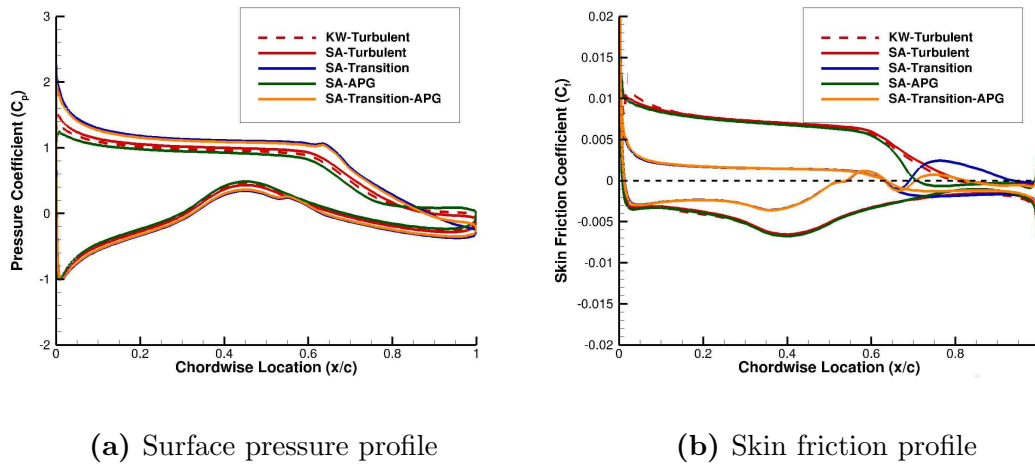 3
2
1
0
-1
-2
Pressure Coefficient (Cp)
0
0.2
0.4
0.6
0.8
1
Chordwise Location (x/c)
KW-Turbulent
SA-Turbulent
SA-Transition
SA-APG
SA-Transition-APG
(a) Surface pressure profile
0.02
0.015
0.01
0.005
0
-0.005
-0.01
-0.015
-0.02
Skin Friction Coefficient (Cf)
0
0.2
0.4
0.6
0.8
Chordwise Location (x/c)
KW-Turbulent
SA-Turbulent
SA-Transition
SA-APG
SA-Transition-APG
(b) Skin friction profile